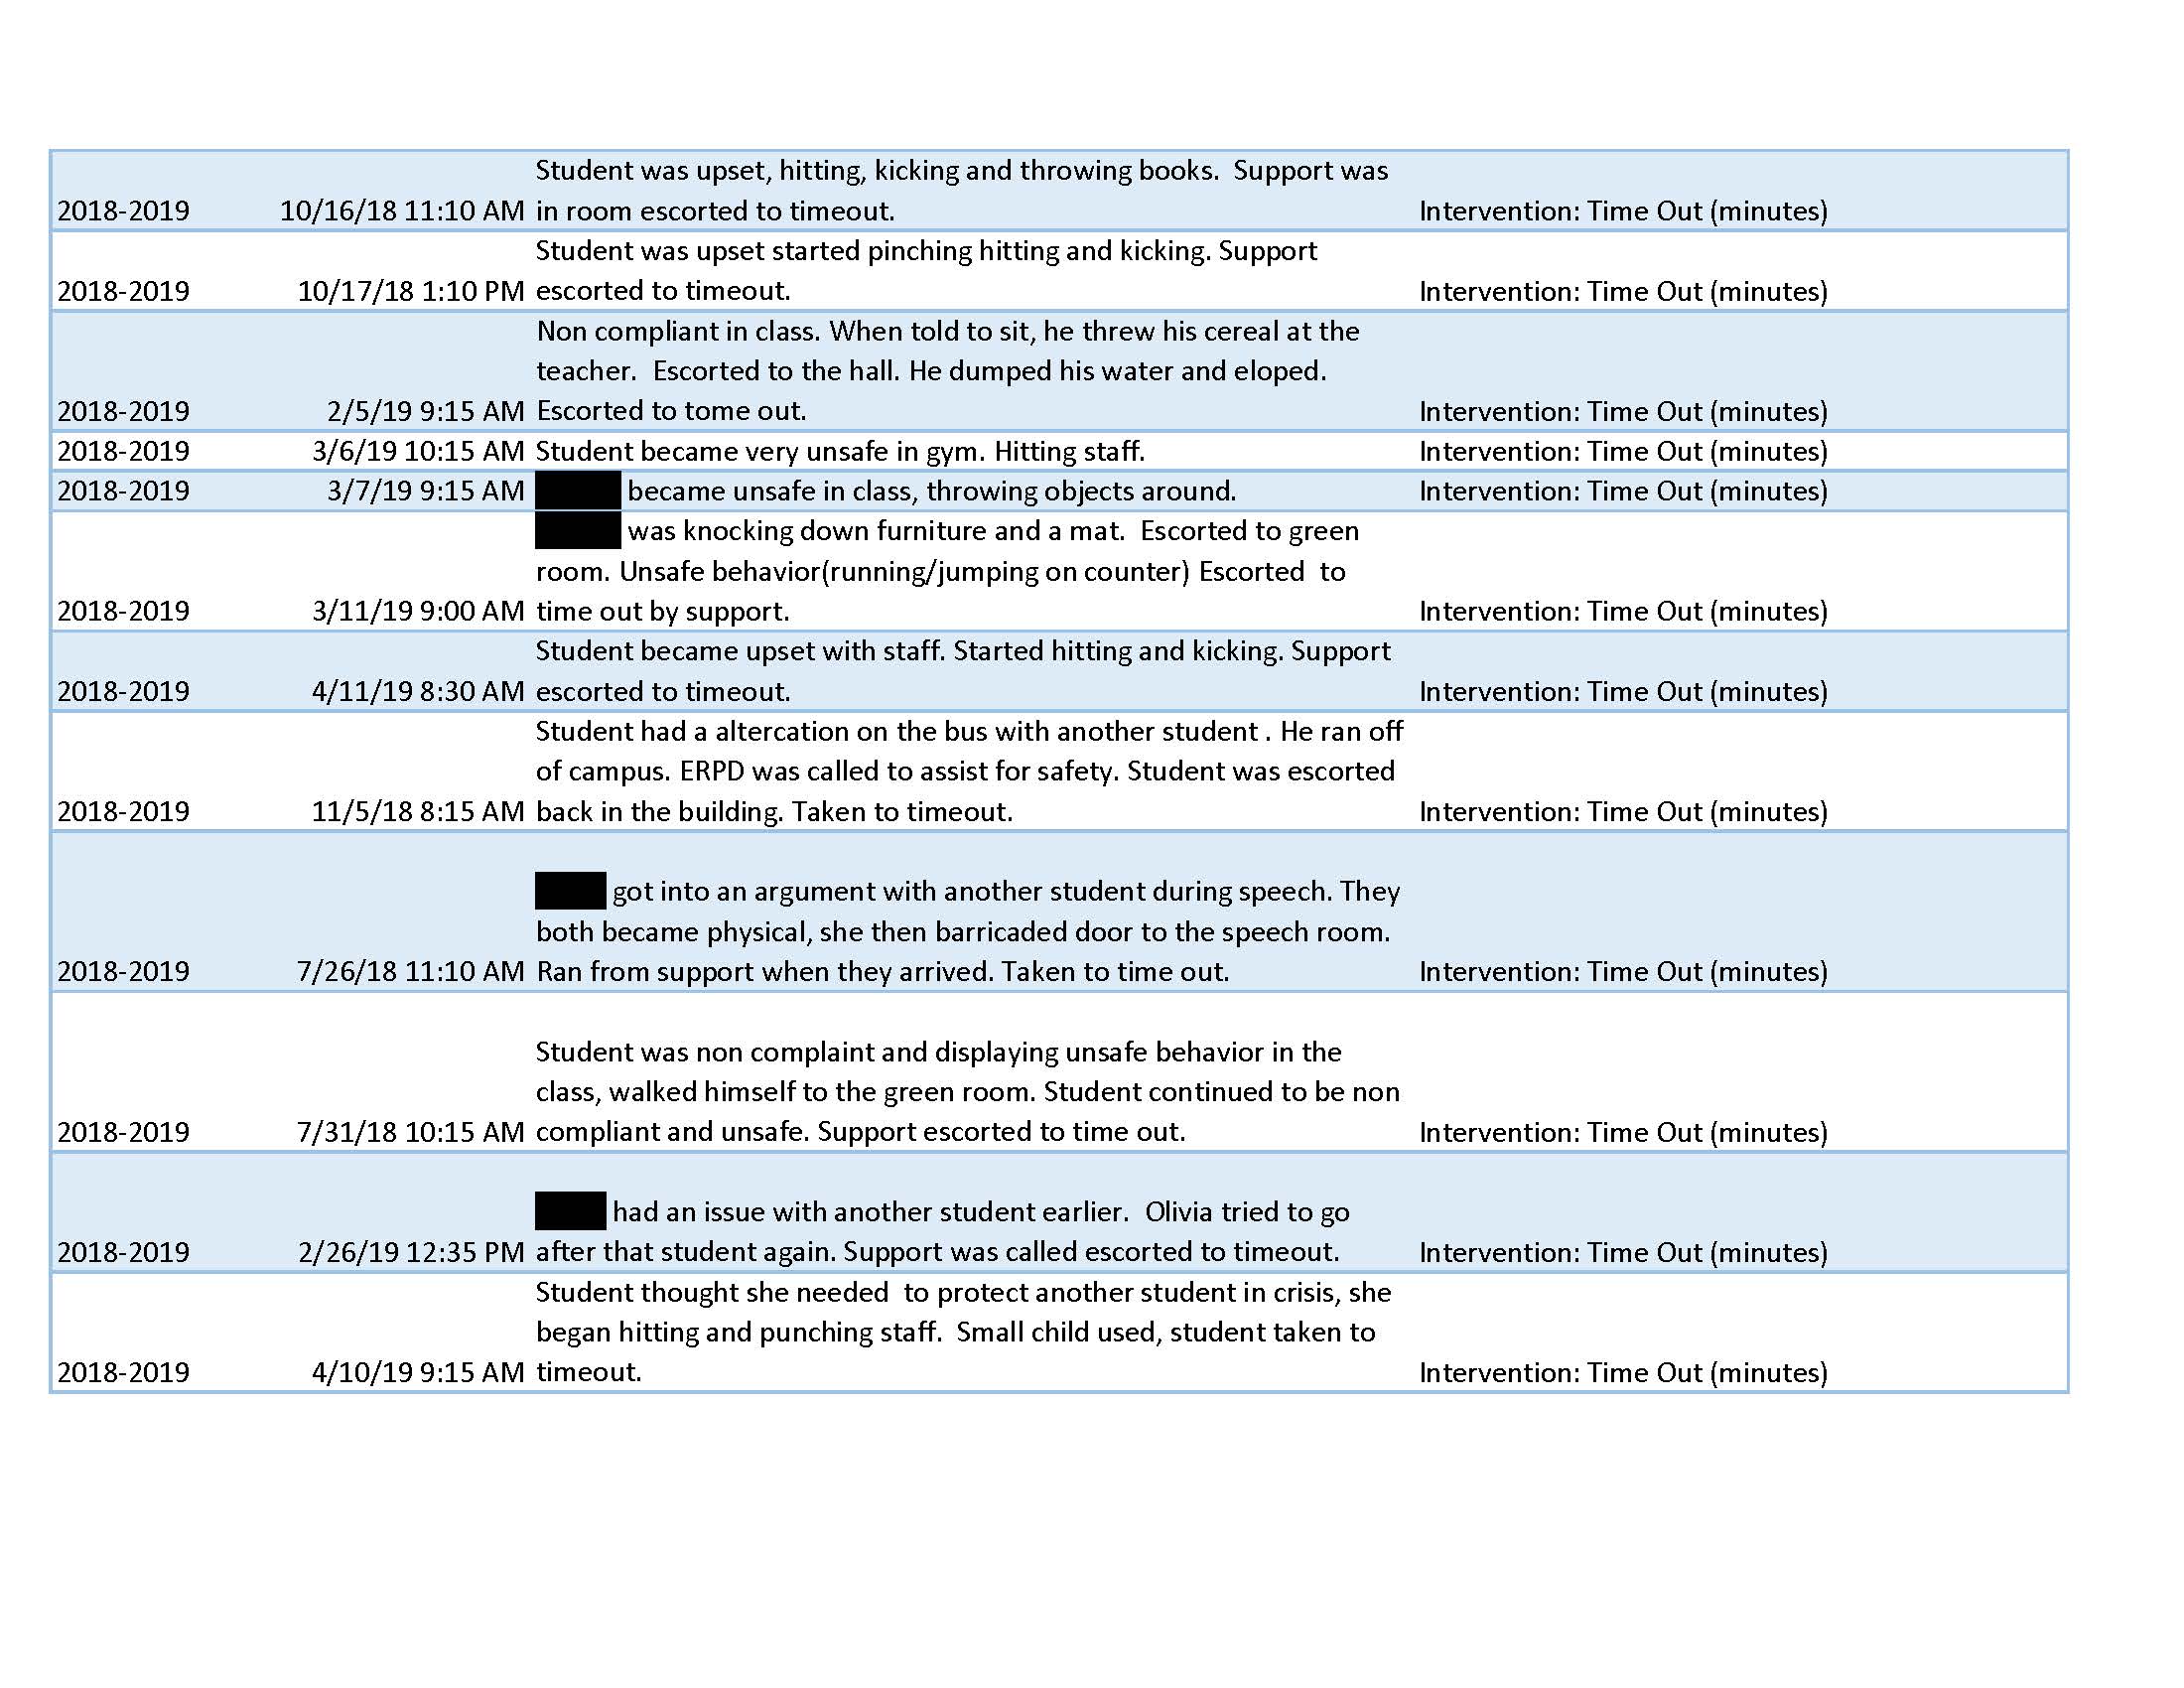 Student was upset, hitting, kicking and throwing books.  Support was
2018-2019 10/16/18 11:10 AM in room escorted to timeout. Intervention: Time Out (minutes)
Student was upset started pinching hitting and kicking. Support
2018-2019 10/17/18 1:10 PM escorted to timeout. Intervention: Time Out (minutes)
Non compliant in class. When told to sit, he threw his cereal at the
teacher.  Escorted to the hall. He dumped his water and eloped.
2018-2019 2/5/19 9:15 AM Escorted to tome out. Intervention: Time Out (minutes)
2018-2019 3/6/19 10:15 AM Student became very unsafe in gym. Hitting staff. Intervention: Time Out (minutes)
2018-2019 3/7/19 9:15 AM became unsafe in class, throwing objects around. Intervention: Time Out (minutes)
was knocking down furniture and a mat.  Escorted to green
room. Unsafe behavior(running/jumping on counter) Escorted  to
2018-2019 3/11/19 9:00 AM time out by support. Intervention: Time Out (minutes)
Student became upset with staff. Started hitting and kicking. Support
2018-2019 4/11/19 8:30 AM escorted to timeout. Intervention: Time Out (minutes)
Student had a altercation on the bus with another student . He ran off
of campus. ERPD was called to assist for safety. Student was escorted
2018-2019 11/5/18 8:15 AM back in the building. Taken to timeout. Intervention: Time Out (minutes)
got into an argument with another student during speech. They
both became physical, she then barricaded door to the speech room.
2018-2019 7/26/18 11:10 AM Ran from support when they arrived. Taken to time out. Intervention: Time Out (minutes)
Student was non complaint and displaying unsafe behavior in the
class, walked himself to the green room. Student continued to be non
2018-2019 7/31/18 10:15 AM compliant and unsafe. Support escorted to time out. Intervention: Time Out (minutes)
had an issue with another student earlier.  Olivia tried to go
2018-2019 2/26/19 12:35 PM after that student again. Support was called escorted to timeout. Intervention: Time Out (minutes)
Student thought she needed  to protect another student in crisis, she
began hitting and punching staff.  Small child used, student taken to
2018-2019 4/10/19 9:15 AM timeout. Intervention: Time Out (minutes)